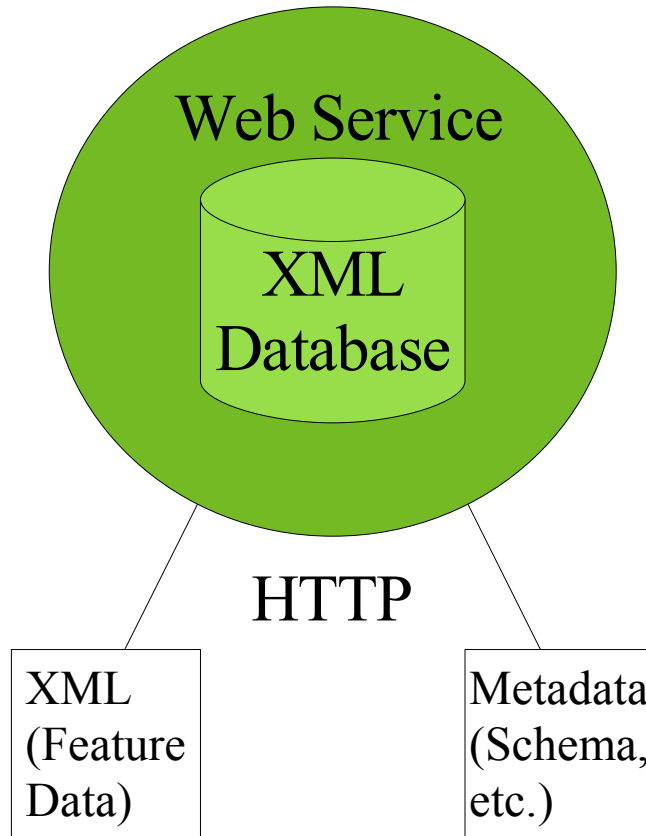 Web Service
XML
Database
HTTP
XML
(Feature
Data)
Metadata
(Schema,
etc.)